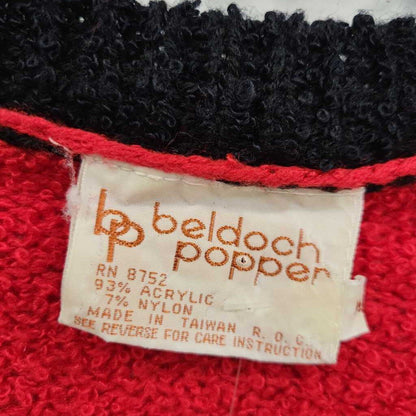 bp beldoch
popper
RN 8752
93% ACRYLIC
7% NYLON
MADE IN TAIWAN R.O.C.
SEE REVERSE FOR CARE INSTRUCTION